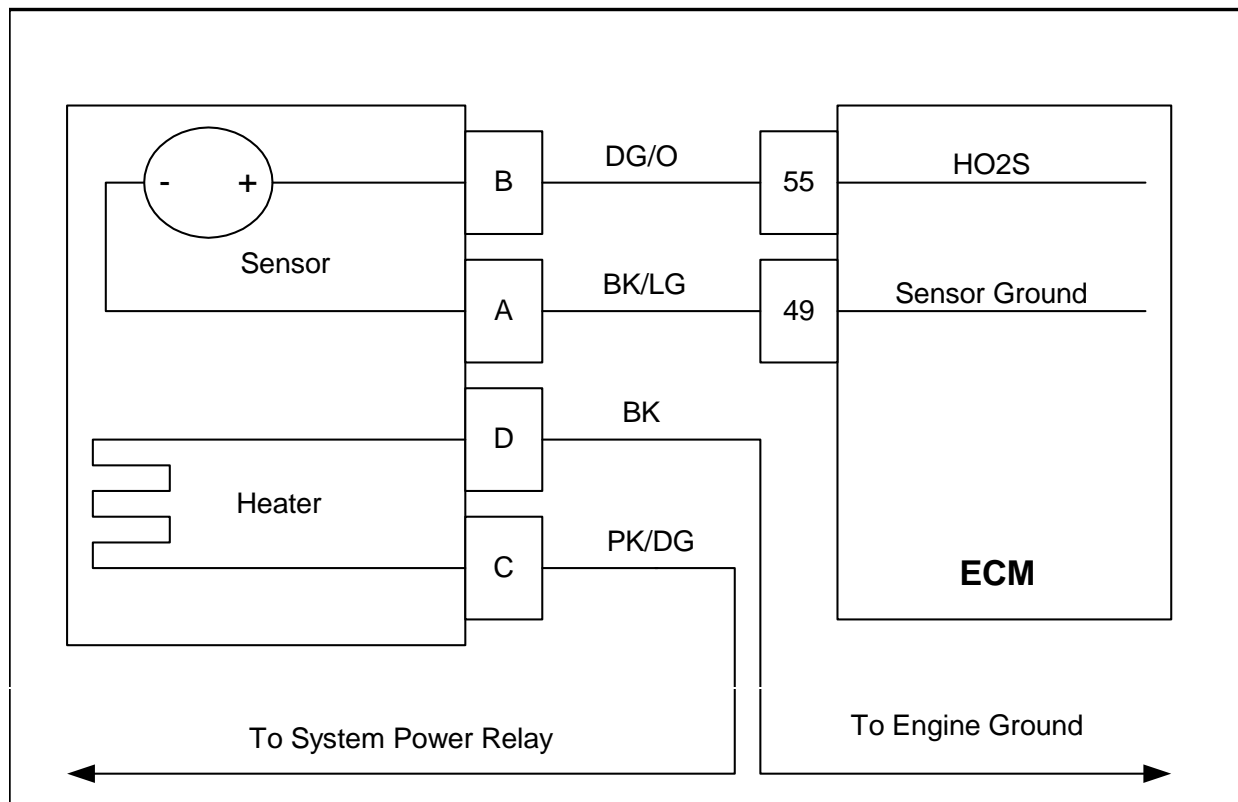 DG/O
B
55
HO2S
- +
Sensor
BK/LG
A
49
Sensor Ground
BK
D
Heater
PK/DG
C
ECM
To System Power Relay
To Engine Ground